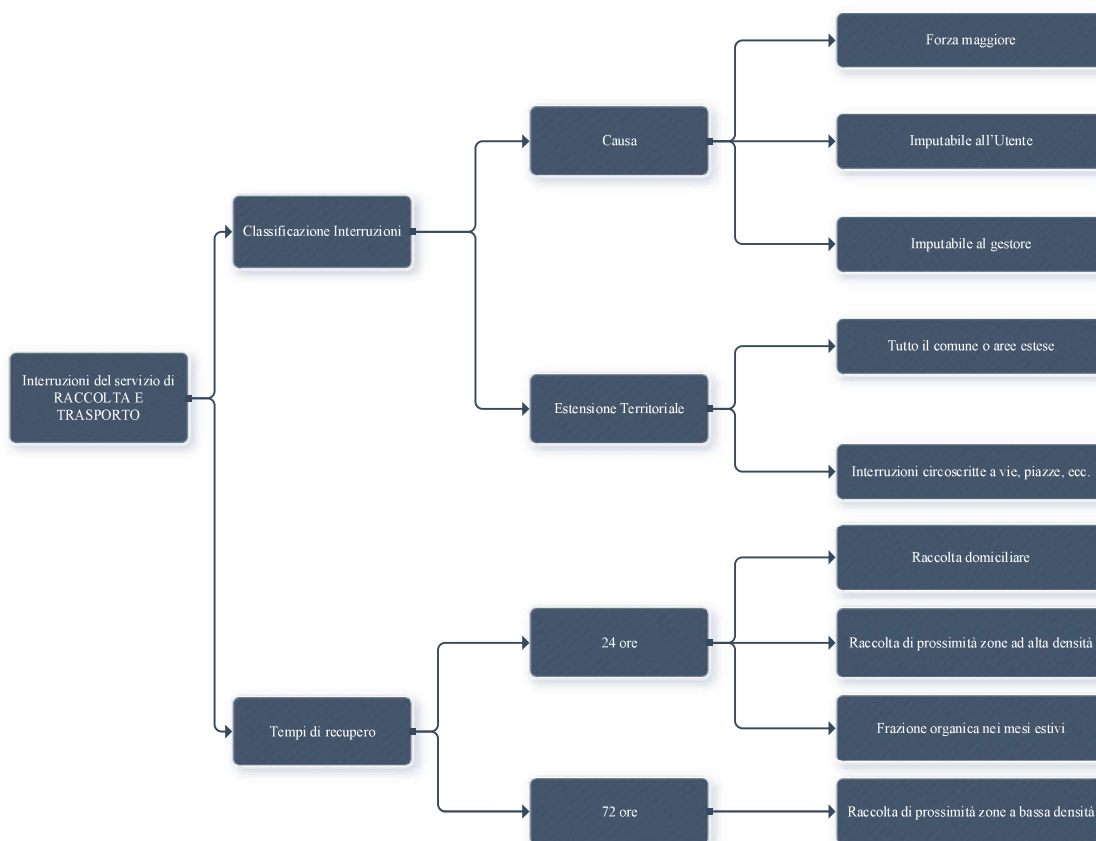 Forza maggiore
Causa
Imputabile all'Utente
Classificazione Interruzioni
Imputabile al gestore
Tutto il comune o aree estese
Interruzioni del servizio di
RACCOLTA E
TRASPORTO
Estensione Territoriale
Interruzioni circoscritte a vie, piazze, ecc.
Raccolta domiciliare
24 ore
Raccolta di prossimità zone ad alta densità
Tempi di recupero
Frazione organica nei mesi estivi
72 ore
Raccolta di prossimità zone a bassa densità